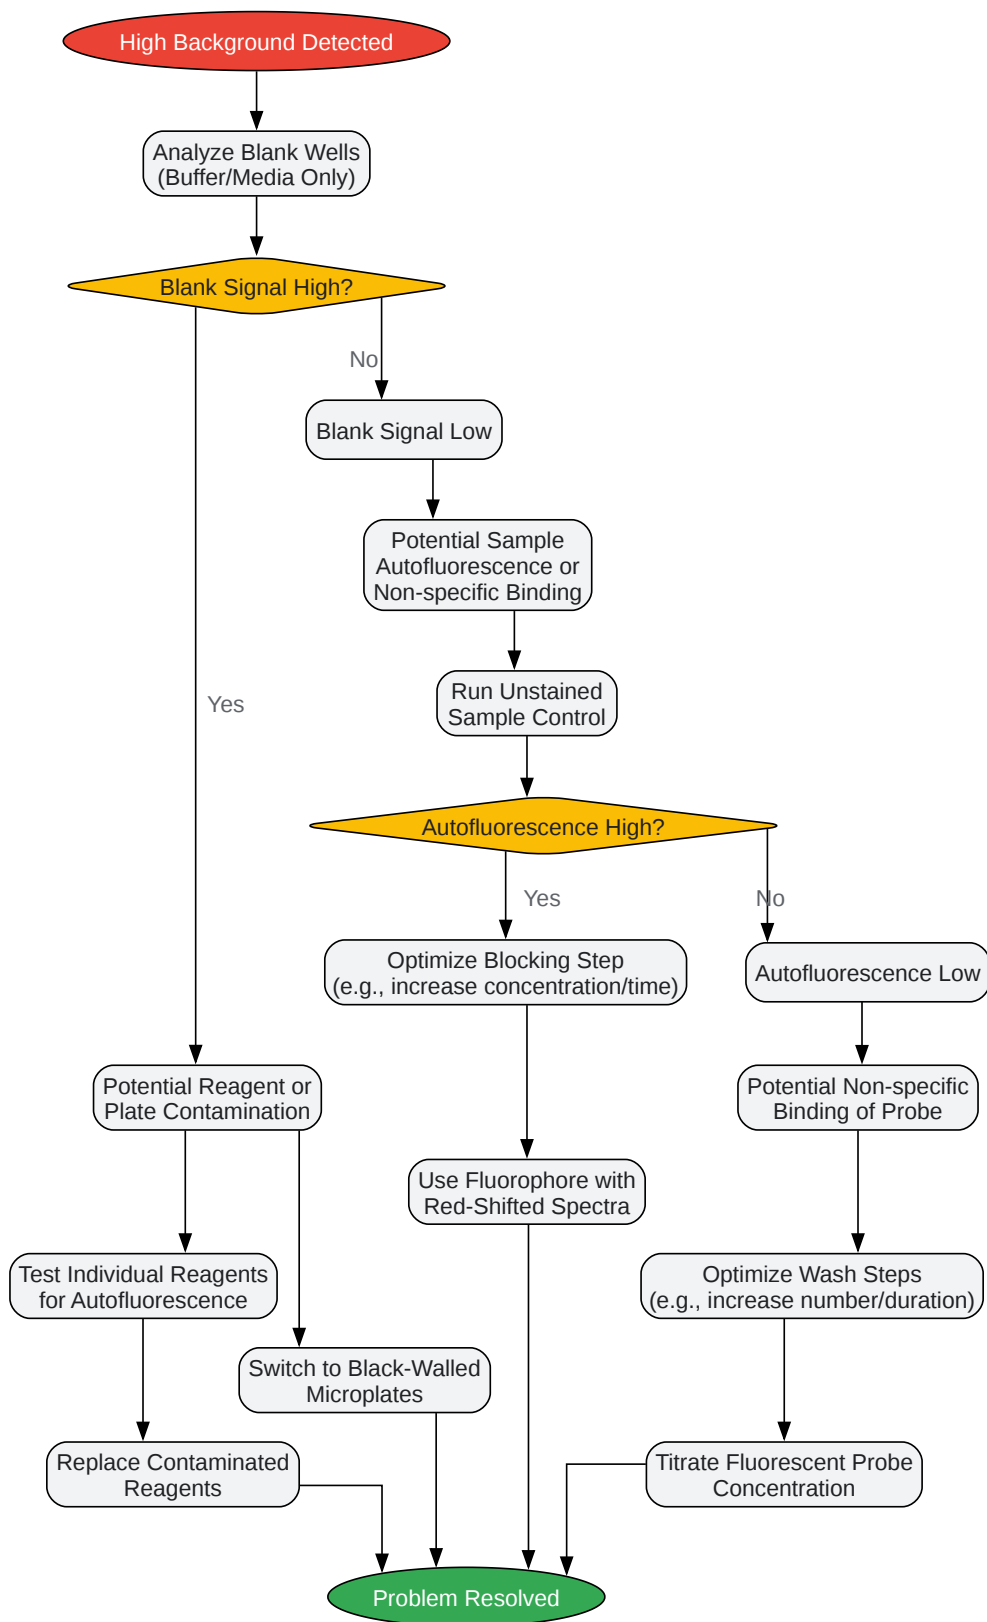 High Background Detected
Analyze Blank Wells
(Buffer/Media Only)
Blank Signal High?
No
Blank Signal Low
Potential Sample
Autofluorescence or
Non-specific Binding
Run Unstained
Sample Control
Yes
Autofluorescence High?
Yes
No
Optimize Blocking Step
(e.g., increase concentration/time)
Autofluorescence Low
Potential Reagent or
Plate Contamination
Potential Non-specific
Binding of Probe
Use Fluorophore with
Red-Shifted Spectra
Test Individual Reagents
for Autofluorescence
Optimize Wash Steps
(e.g., increase number/duration)
Switch to Black-Walled
Microplates
Replace Contaminated
Reagents
Titrate Fluorescent Probe
Concentration
Problem Resolved